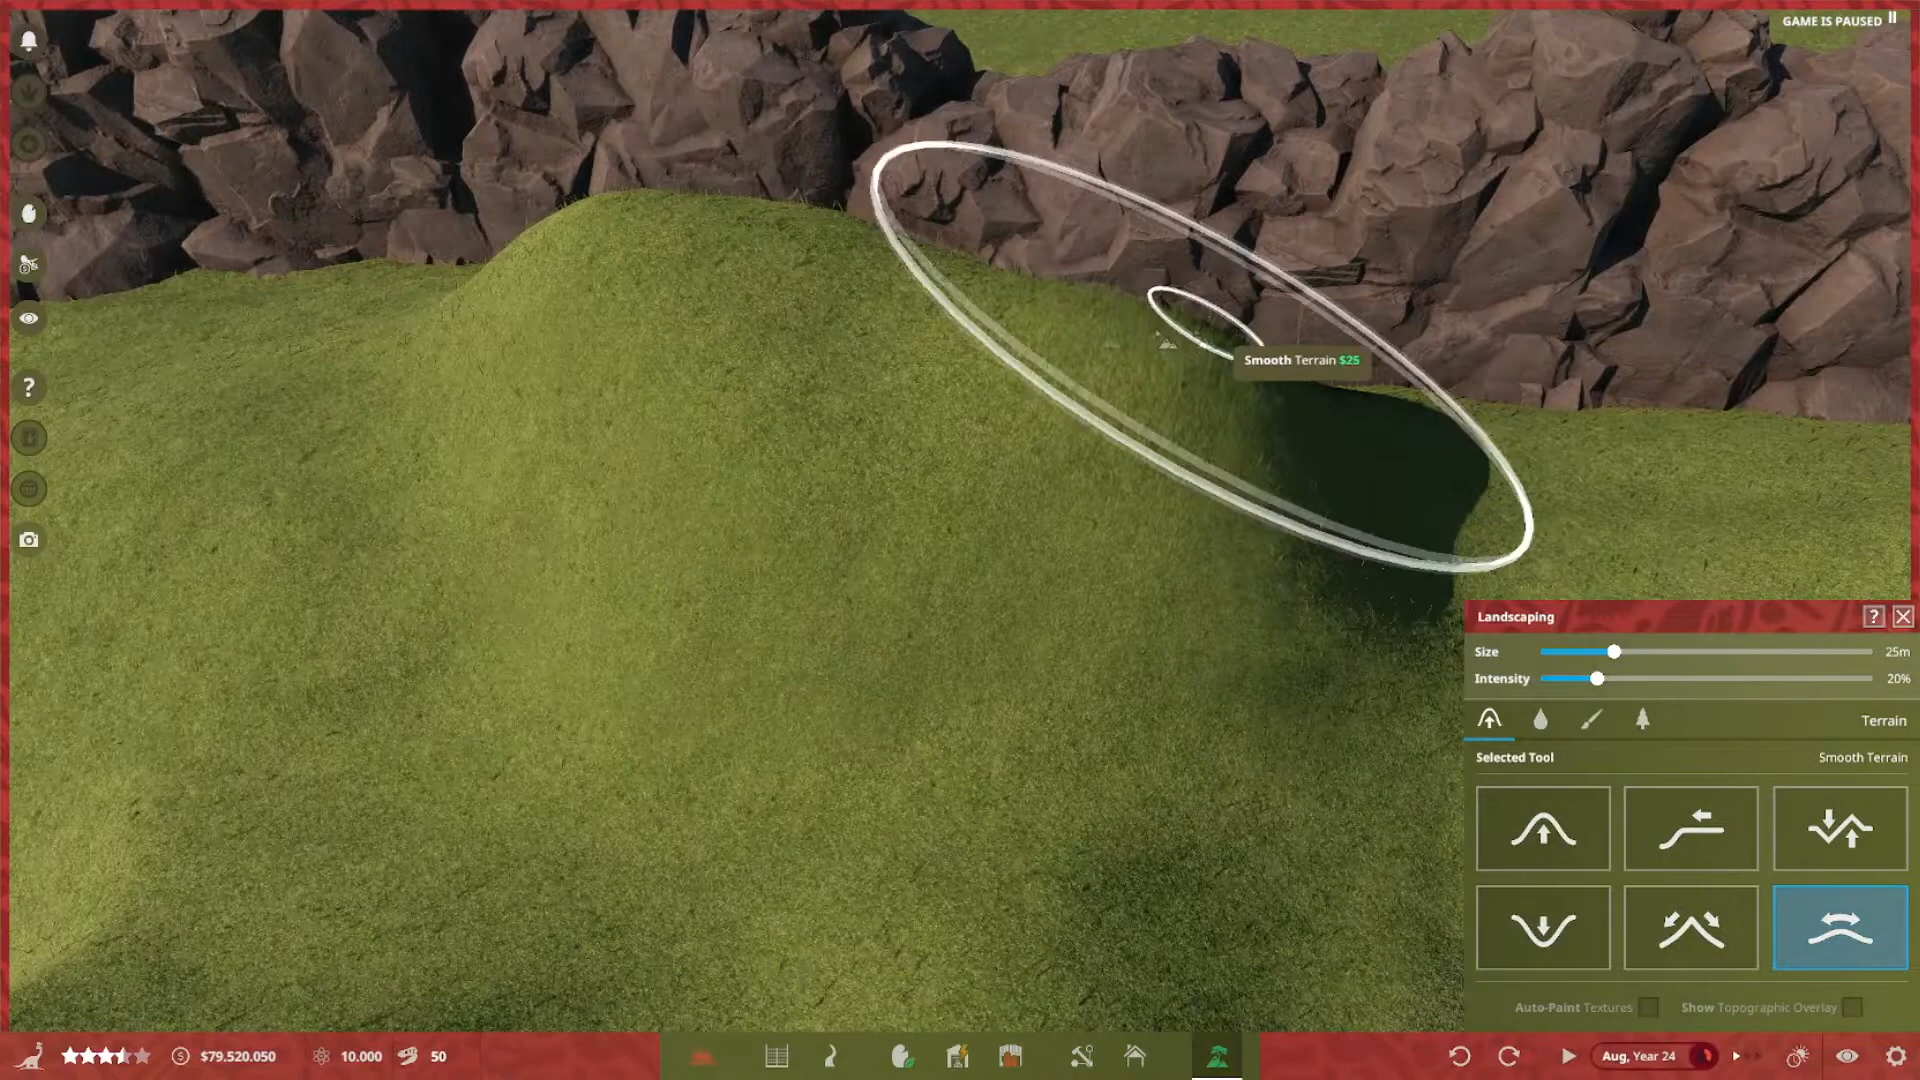 GAME IS PAUSED
Smooth Terrain $25
?
Landscaping
?
Size
25m
Intensity
20%
Terrain
Selected Tool
Smooth Terrain
Auto-Paint Textures
Show Topographic Overlay
$79.520.050
10.000
50
Aug, Year 24